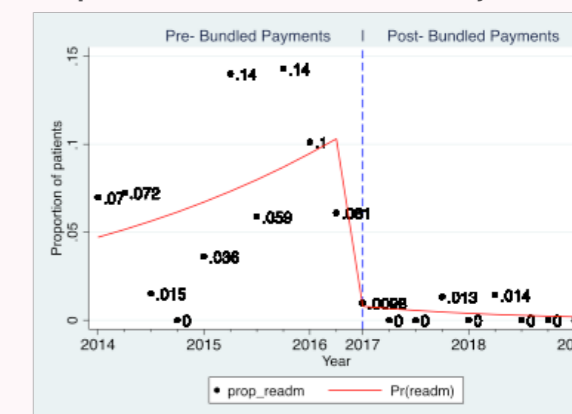 Pre- Bundled Payments | Post- Bundled Payments
.15
.14 .14
.1 .1
.07 .072
.061
.059
.05
.036
.015
.0098 .013 .014
0 0 0 0 0 0 0
2014 2015 2016 2017 2018
Proportion of patients
Year
prop_readm Pr(readm)